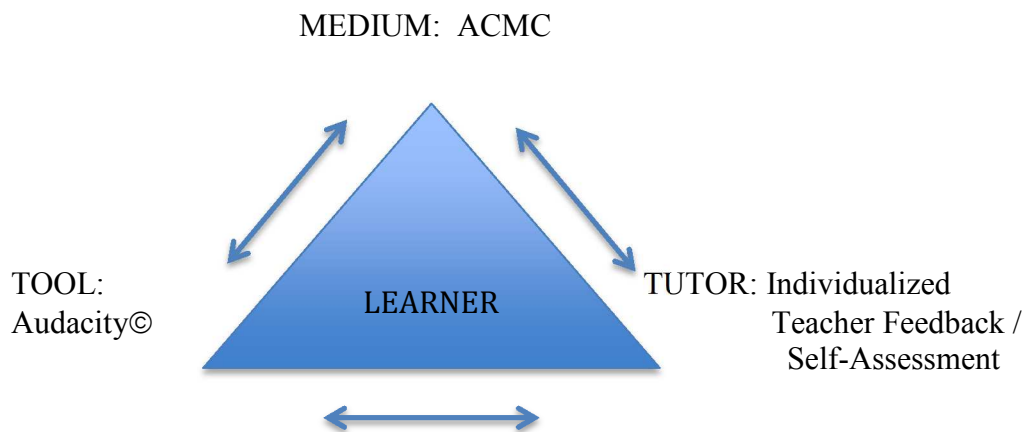 MEDIUM: ACMC
TOOL:
Audacity©
LEARNER
TUTOR: Individualized
Teacher Feedback /
Self-Assessment